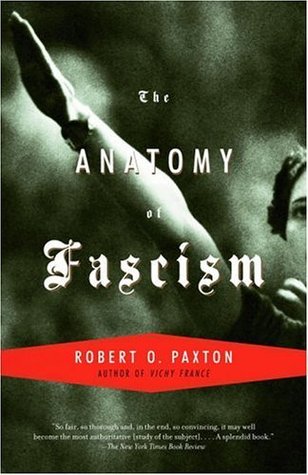 The
ANATOMY
of
Fascism
ROBERT O. PAXTON
AUTHOR OF VICHY FRANCE
"So fair, so thorough and, in the end, so convincing, it may well
become the most authoritative [study of the subject]. . . . A splendid book."
—The New York Times Book Review